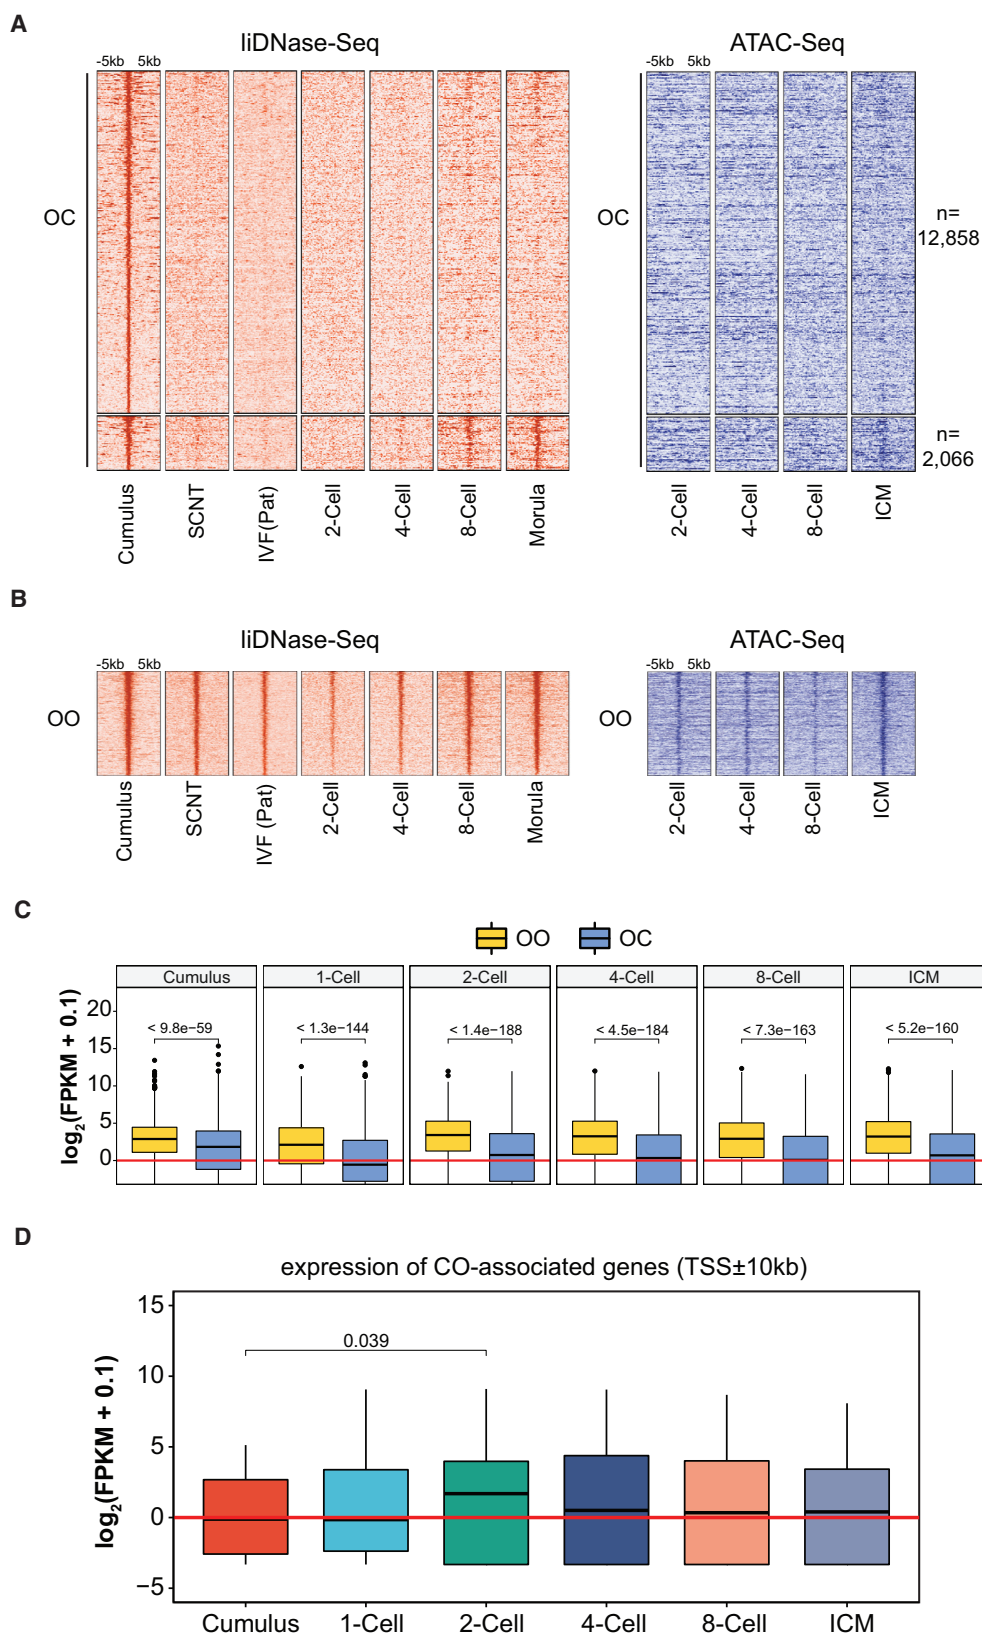 A
liDNase-Seq
ATAC-Seq
-5kb 5kb
-5kb 5kb
OC
OC
n=
12,858
n=
2,066
Cumulus
SCNT
IVF(Pat)
2-Cell
4-Cell
8-Cell
Morula
2-Cell
4-Cell
8-Cell
ICM
B
liDNase-Seq
ATAC-Seq
-5kb 5kb
-5kb 5kb
OO
OO
Cumulus
SCNT
IVF (Pat)
2-Cell
4-Cell
8-Cell
Morula
2-Cell
4-Cell
8-Cell
ICM
C
OO OC
Cumulus 1-Cell 2-Cell 4-Cell 8-Cell ICM
log2(FPKM + 0.1)
20
15
10
5
0
< 9.8e−59 < 1.3e−144 < 1.4e−188 < 4.5e−184 < 7.3e−163 < 5.2e−160
D
expression of CO-associated genes (TSS±10kb)
log2(FPKM + 0.1)
15
10
5
0
−5
0.039
Cumulus 1-Cell 2-Cell 4-Cell 8-Cell ICM